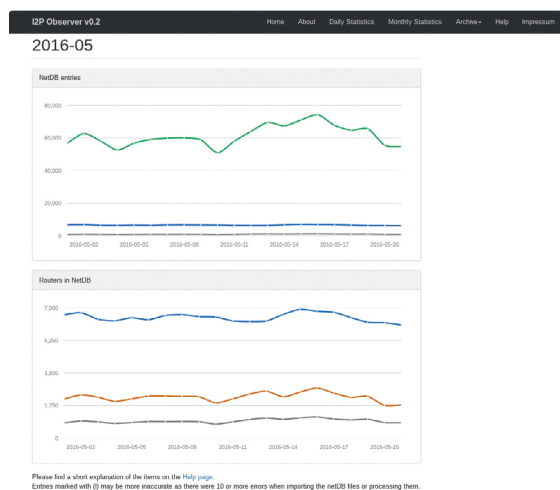 I2P Observer v0.2 Home About Daily Statistics Monthly Statistics Archive Help Impressum
2016-05
NetDB entries
80,000
60,000
40,000
20,000
0
2016-05-02 2016-05-05 2016-05-08 2016-05-11 2016-05-14 2016-05-17 2016-05-20
Routers in NetDB
7,000
5,250
3,500
1,750
0
2016-05-02 2016-05-05 2016-05-08 2016-05-11 2016-05-14 2016-05-17 2016-05-20
Please find a short explanation of the items on the Help page.
Entries marked with (!) may be more inaccurate as there were 10 or more errors when importing the netDB files or processing them.